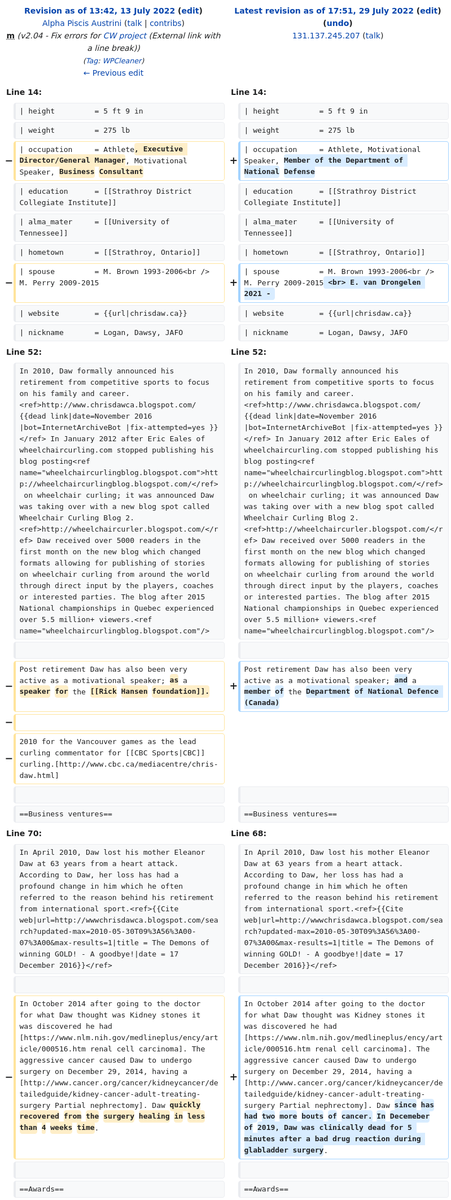 Revision as of 13:42, 13 July 2022 (edit)
Alpha Piscis Austrini (talk | contribs)
m (v2.04 - Fix errors for CW project (External link with
a line break))
(Tag: WPCleaner)
← Previous edit
Latest revision as of 17:51, 29 July 2022 (edit)
(undo)
131.137.245.207 (talk)
Line 14:
Line 14:
| height = 5 ft 9 in
| height = 5 ft 9 in
| weight = 275 lb
| weight = 275 lb
− | occupation = Athlete, Executive
Director/General Manager, Motivational
Speaker, Business Consultant
+ | occupation = Athlete, Motivational
Speaker, Member of the Department of
National Defense
| education = [[Strathroy District
Collegiate Institute]]
| education = [[Strathroy District
Collegiate Institute]]
| alma_mater = [[University of
Tennessee]]
| alma_mater = [[University of
Tennessee]]
| hometown = [[Strathroy, Ontario]]
| hometown = [[Strathroy, Ontario]]
− | spouse = M. Brown 1993-2006<br />
M. Perry 2009-2015
+ | spouse = M. Brown 1993-2006<br />
M. Perry 2009-2015 <br> E. van Drongelen
2021 -
| website = {{url|chrisdaw.ca}}
| website = {{url|chrisdaw.ca}}
| nickname = Logan, Dawsy, JAFO
| nickname = Logan, Dawsy, JAFO
Line 52:
Line 52:
In 2010, Daw formally announced his
retirement from competitive sports to focus
on his family and career.
<ref>http://www.chrisdawca.blogspot.com/
{{dead link|date=November 2016
|bot=InternetArchiveBot |fix-attempted=yes }}
</ref> In January 2012 after Eric Eales of
wheelchaircurling.com stopped publishing his
blog posting<ref
name="wheelchaircurlingblog.blogspot.com">htt
p://wheelchaircurlingblog.blogspot.com/</ref>
on wheelchair curling; it was announced Daw
was taking over with a new blog spot called
Wheelchair Curling Blog 2.
<ref>http://wheelchaircurler.blogspot.com/</r
ef> Daw received over 5000 readers in the
first month on the new blog which changed
formats allowing for publishing of stories
on wheelchair curling from around the world
through direct input by the players, coaches
or interested parties. The blog after 2015
National championships in Quebec experienced
over 5.5 million+ viewers.<ref
name="wheelchaircurlingblog.blogspot.com"/>
In 2010, Daw formally announced his
retirement from competitive sports to focus
on his family and career.
<ref>http://www.chrisdawca.blogspot.com/
{{dead link|date=November 2016
|bot=InternetArchiveBot |fix-attempted=yes }}
</ref> In January 2012 after Eric Eales of
wheelchaircurling.com stopped publishing his
blog posting<ref
name="wheelchaircurlingblog.blogspot.com">htt
p://wheelchaircurlingblog.blogspot.com/</ref>
on wheelchair curling; it was announced Daw
was taking over with a new blog spot called
Wheelchair Curling Blog 2.
<ref>http://wheelchaircurler.blogspot.com/</r
ef> Daw received over 5000 readers in the
first month on the new blog which changed
formats allowing for publishing of stories
on wheelchair curling from around the world
through direct input by the players, coaches
or interested parties. The blog after 2015
National championships in Quebec experienced
over 5.5 million+ viewers.<ref
name="wheelchaircurlingblog.blogspot.com"/>
− Post retirement Daw has also been very
active as a motivational speaker; as a
speaker for the [[Rick Hansen foundation]].
+ Post retirement Daw has also been very
active as a motivational speaker; and a
member of the Department of National Defence
(Canada)
−
− 2010 for the Vancouver games as the lead
curling commentator for [[CBC Sports|CBC]]
curling.[http://www.cbc.ca/mediacentre/chris-
daw.html]
==Business ventures==
==Business ventures==
Line 70:
Line 68:
In April 2010, Daw lost his mother Eleanor
Daw at 63 years from a heart attack.
According to Daw, her loss has had a
profound change in him which he often
referred to the reason behind his retirement
from international sport.<ref>{{Cite
web|url=http://wwwchrisdawca.blogspot.com/sea
rch?updated-max=2010-05-30T09%3A56%3A00-
07%3A00&max-results=1|title = The Demons of
winning GOLD! - A goodbye!|date = 17
December 2016}}</ref>
In April 2010, Daw lost his mother Eleanor
Daw at 63 years from a heart attack.
According to Daw, her loss has had a
profound change in him which he often
referred to the reason behind his retirement
from international sport.<ref>{{Cite
web|url=http://wwwchrisdawca.blogspot.com/sea
rch?updated-max=2010-05-30T09%3A56%3A00-
07%3A00&max-results=1|title = The Demons of
winning GOLD! - A goodbye!|date = 17
December 2016}}</ref>
− In October 2014 after going to the doctor
for what Daw thought was Kidney stones it
was discovered he had
[https://www.nlm.nih.gov/medlineplus/ency/art
icle/000516.htm renal cell carcinoma]. The
aggressive cancer caused Daw to undergo
surgery on December 29, 2014, having a
[http://www.cancer.org/cancer/kidneycancer/de
tailedguide/kidney-cancer-adult-treating-
surgery Partial nephrectomy]. Daw quickly
recovered from the surgery healing in less
than 4 weeks time.
+ In October 2014 after going to the doctor
for what Daw thought was Kidney stones it
was discovered he had
[https://www.nlm.nih.gov/medlineplus/ency/art
icle/000516.htm renal cell carcinoma]. The
aggressive cancer caused Daw to undergo
surgery on December 29, 2014, having a
[http://www.cancer.org/cancer/kidneycancer/de
tailedguide/kidney-cancer-adult-treating-
surgery Partial nephrectomy]. Daw since has
had two more bouts of cancer. In Decemeber
of 2019, Daw was clinically dead for 5
minutes after a bad drug reaction during
glabladder surgery.
==Awards==
==Awards==